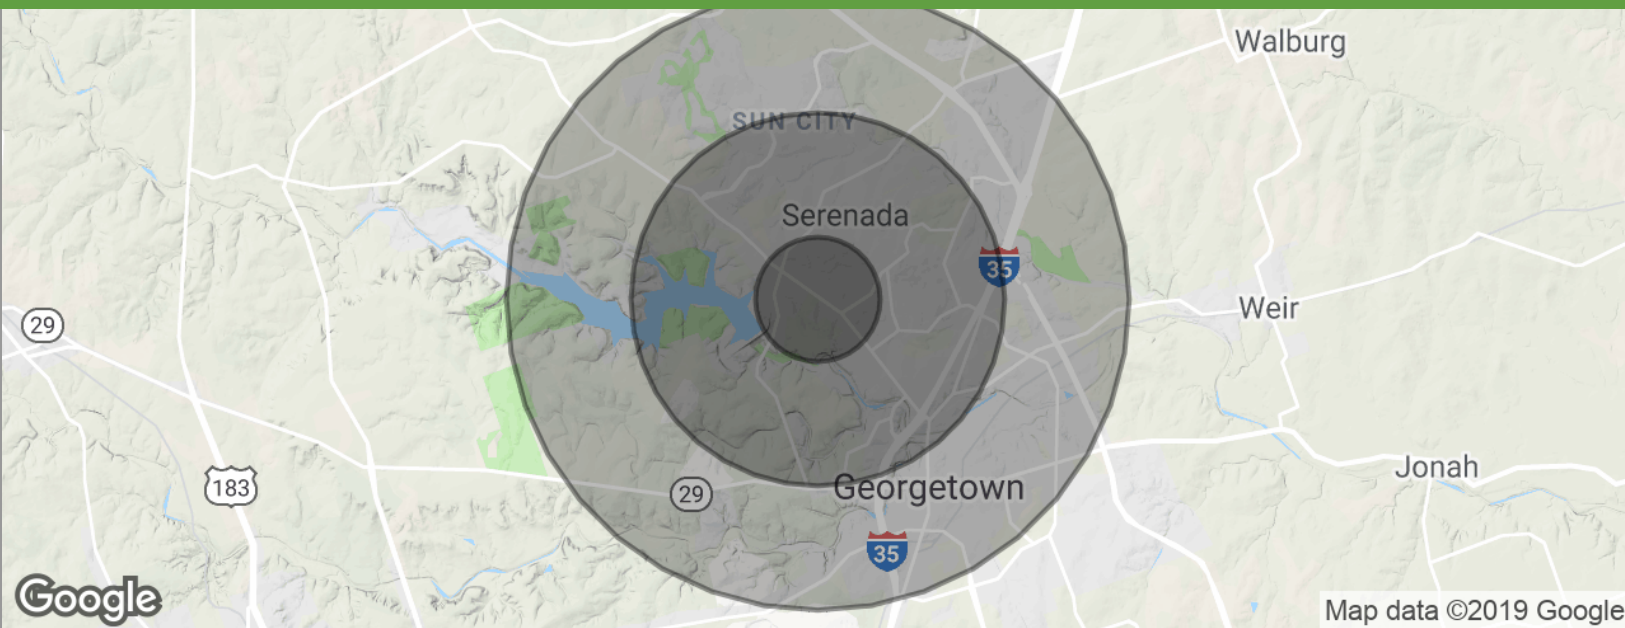 Walburg
SUN CITY
Serenada
35
Weir
29
Jonah
183
29
Georgetown
35
Google
Map data ©2019 Google